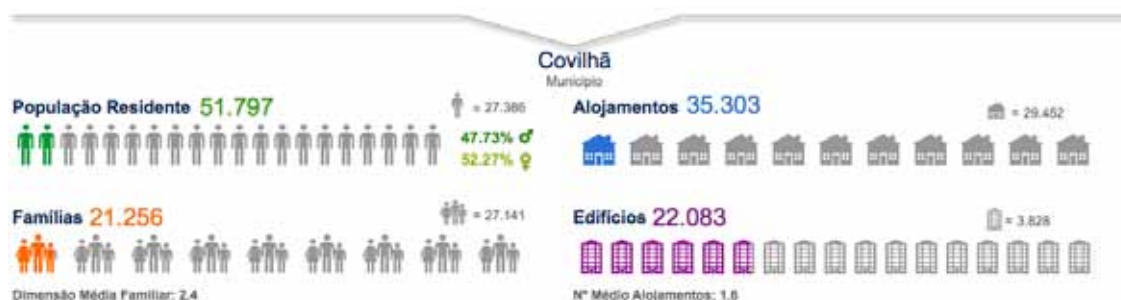 Covilhã
Município
População Residente 51.797
= 27.386
47.73% ♂
52.27% ♀
Alojamentos 35.303
= 29.452
Famílias 21.256
= 27.141
Dimensão Média Familiar: 2.4
Edifícios 22.083
= 3.828
Nº Médio Alojamentos: 1.6